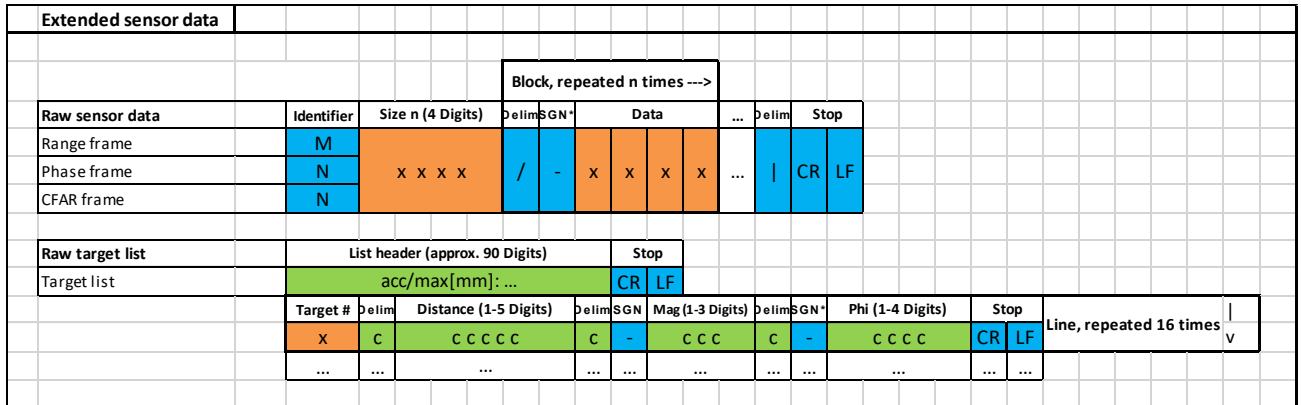 Extended sensor data
Block, repeated n times --->
Raw sensor data Identifier Size n (4 Digits) Delim SGN* Data ... Delim Stop
Range frame M
Phase frame N x x x x / - x x x x ... | CR LF
CFAR frame N
Raw target list List header (approx. 90 Digits) Stop
Target list acc/max[mm]: ... CR LF
Target # Delim Distance (1-5 Digits) Delim SGN Mag (1-3 Digits) Delim SGN* Phi (1-4 Digits) Stop Line, repeated 16 times |
x c c c c c c c - c c c c - c c c c CR LF v
... ... ... ... ... ... ... ... ... ... ...